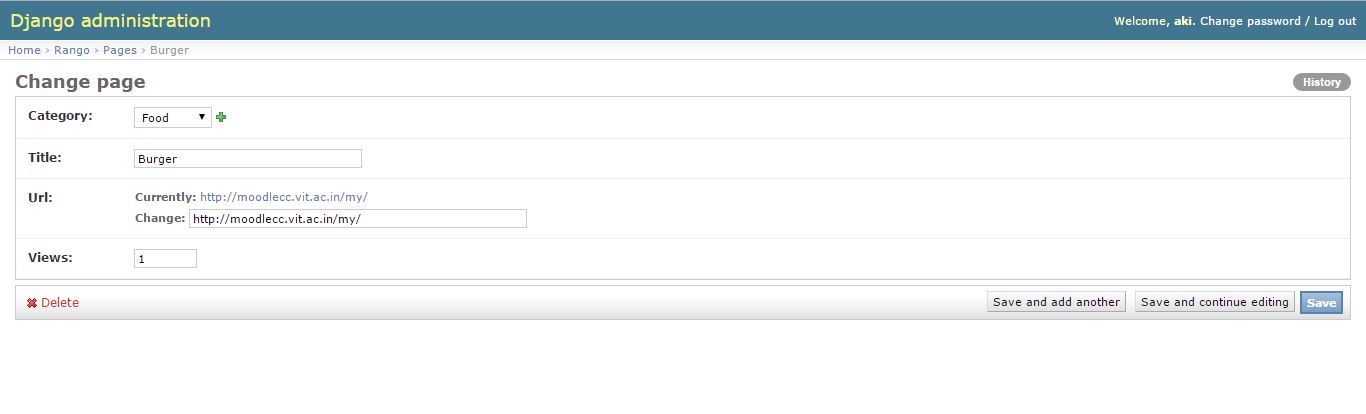 Django administration
Welcome, aki. Change password / Log out
Home › Rango › Pages › Burger
Change page
History
Category: Food
Title: Burger
Url: Currently: http://moodlecc.vit.ac.in/my/
Change: http://moodlecc.vit.ac.in/my/
Views: 1
Delete Save and add another Save and continue editing Save